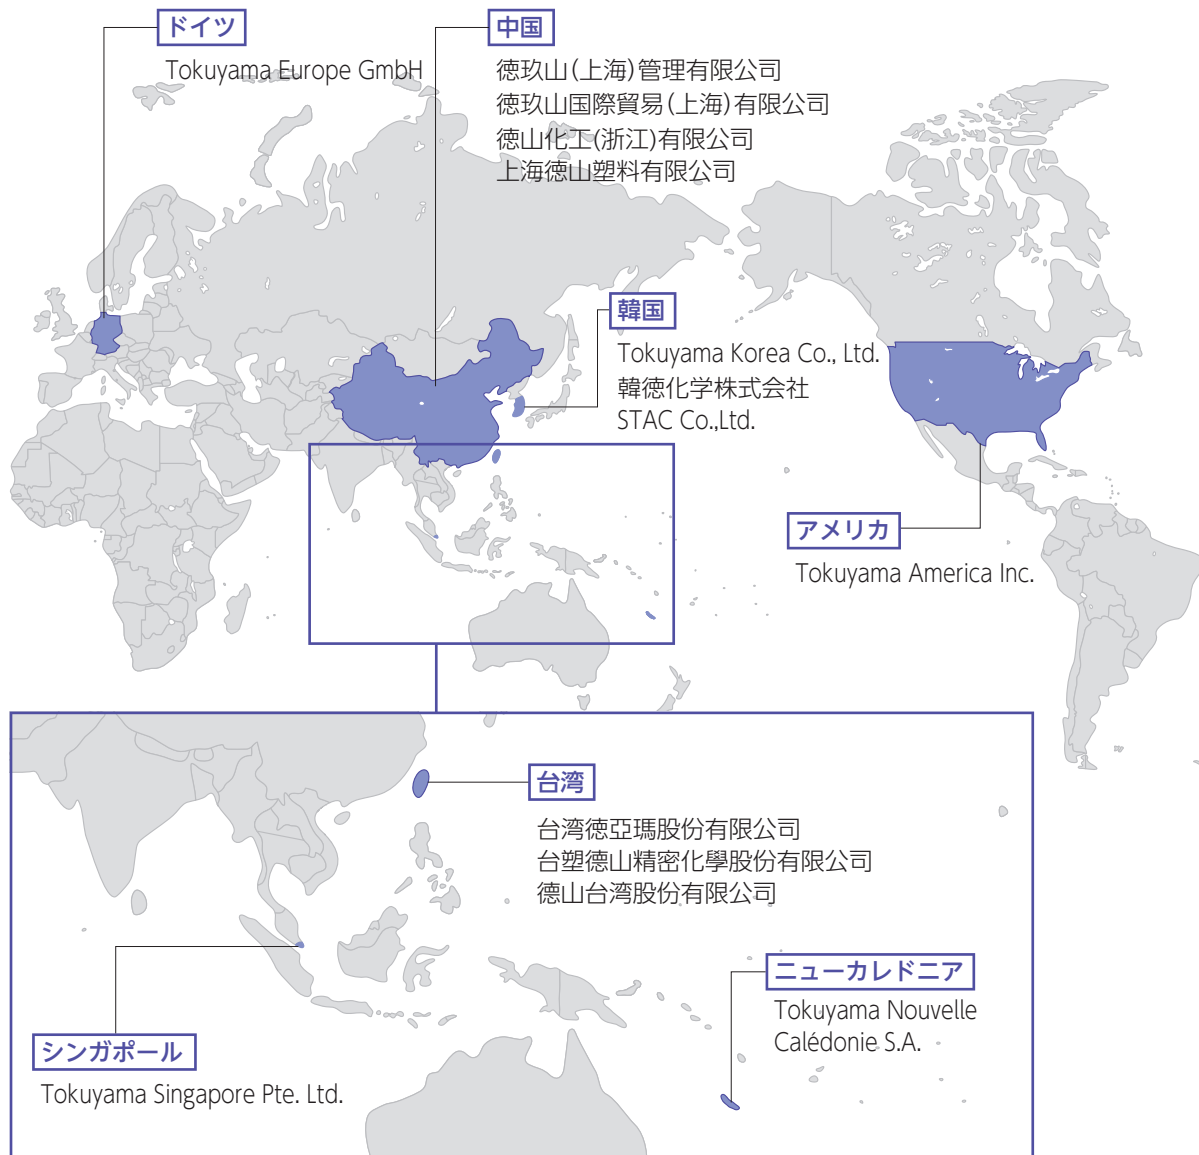 ドイツ
Tokuyama Europe GmbH
中国
徳玖山(上海)管理有限公司
徳玖山国際貿易(上海)有限公司
徳山化工(浙江)有限公司
上海徳山塑料有限公司
韓国
Tokuyama Korea Co., Ltd.
韓徳化学株式会社
STAC Co.,Ltd.
アメリカ
Tokuyama America Inc.
台湾
台湾徳亞瑪股份有限公司
台塑德山精密化學股份有限公司
德山台湾股份有限公司
ニューカレドニア
Tokuyama Nouvelle
Calédonie S.A.
シンガポール
Tokuyama Singapore Pte. Ltd.